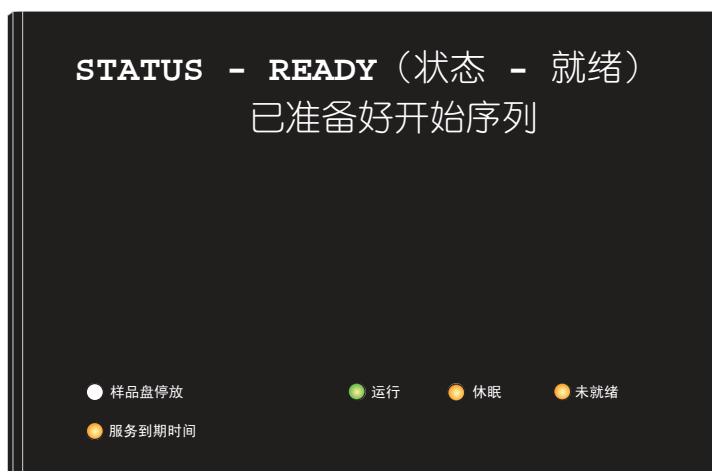 STATUS - READY（状态 - 就绪）
已准备好开始序列
样品盘停放 运行 休眠 未就绪
服务到期时间